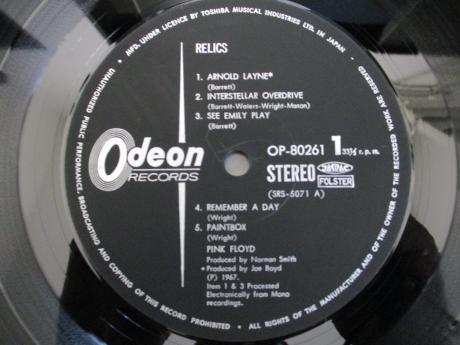 • MFD. UNDER LICENCE BY TOSHIBA MUSICAL INDUSTRIES LTD. IN JAPAN •
RELICS
1. ARNOLD LAYNE*
(Barrett)
2. INTERSTELLAR OVERDRIVE
(Barrett-Waters-Wright-Mason)
3. SEE EMILY PLAY
(Barrett)
Odeon
RECORDS
OP-80261 1 33⅓ r. p. m.
STEREO
FOLSTER
(SRS-5071 A)
4. REMEMBER A DAY
(Wright)
5. PAINTBOX
(Wright)
PINK FLOYD
Produced by Norman Smith
*Produced by Joe Boyd
(P) 1967.
Item 1 & 3 Processed
Electronically from Mono
recordings.
UNAUTHORIZED PUBLIC PERFORMANCE, BROADCASTING AND COPYING OF THIS RECORD PROHIBITED • ALL RIGHTS OF THE MANUFACTURER AND OF THE OWNER OF THE RECORDED WORK ARE RESERVED